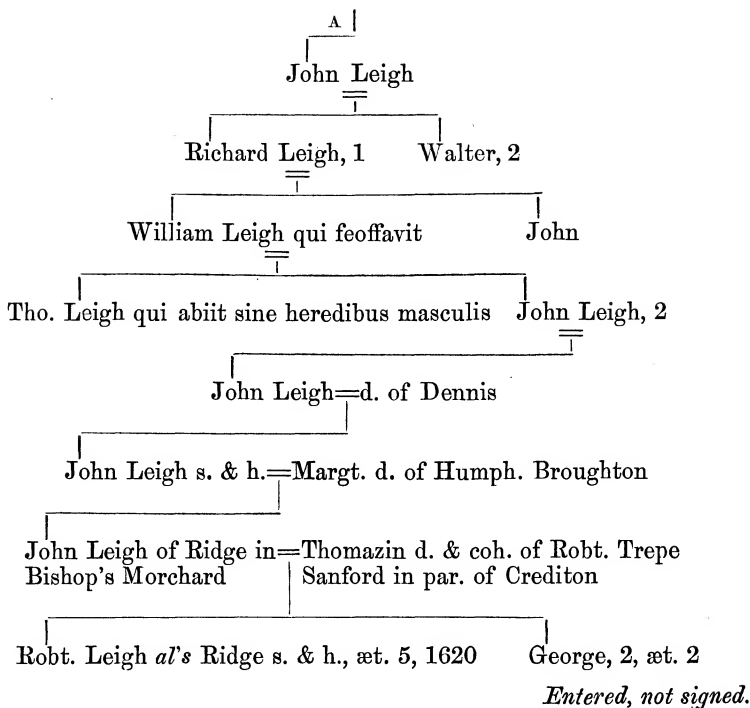 A
John Leigh
Richard Leigh, 1 Walter, 2
William Leigh qui feoffavit John
Tho. Leigh qui abiit sine heredibus masculis John Leigh, 2
John Leigh=d. of Dennis
John Leigh s. & h.=Margt. d. of Humph. Broughton
John Leigh of Ridge in=Thomazin d. & coh. of Robt. Trepe
Bishop's Morchard Sanford in par. of Crediton
Robt. Leigh al's Ridge s. & h., æt. 5, 1620 George, 2, æt. 2
Entered, not signed.